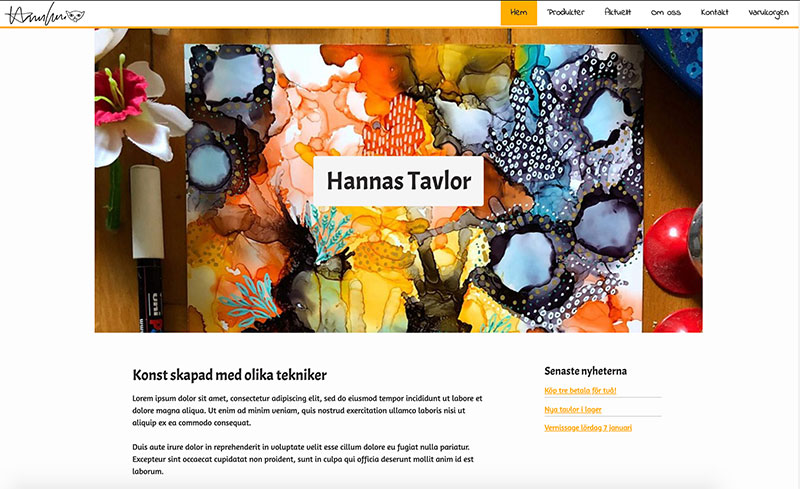 Hem Produkter Aktuellt Om oss Kontakt Varukorgen
uni
Hannas Tavlor
Konst skapad med olika tekniker
Lorem ipsum dolor sit amet, consectetur adipiscing elit, sed do eiusmod tempor incididunt ut labore et
dolore magna aliqua. Ut enim ad minim veniam, quis nostrud exercitation ullamco laboris nisi ut
aliquip ex ea commodo consequat.
Duis aute irure dolor in reprehenderit in voluptate velit esse cillum dolore eu fugiat nulla pariatur.
Excepteur sint occaecat cupidatat non proident, sunt in culpa qui officia deserunt mollit anim id est
laborum.
Senaste nyheterna
Köp tre betala för två!
Nya tavlor i lager
Vernissage lördag 7 januari